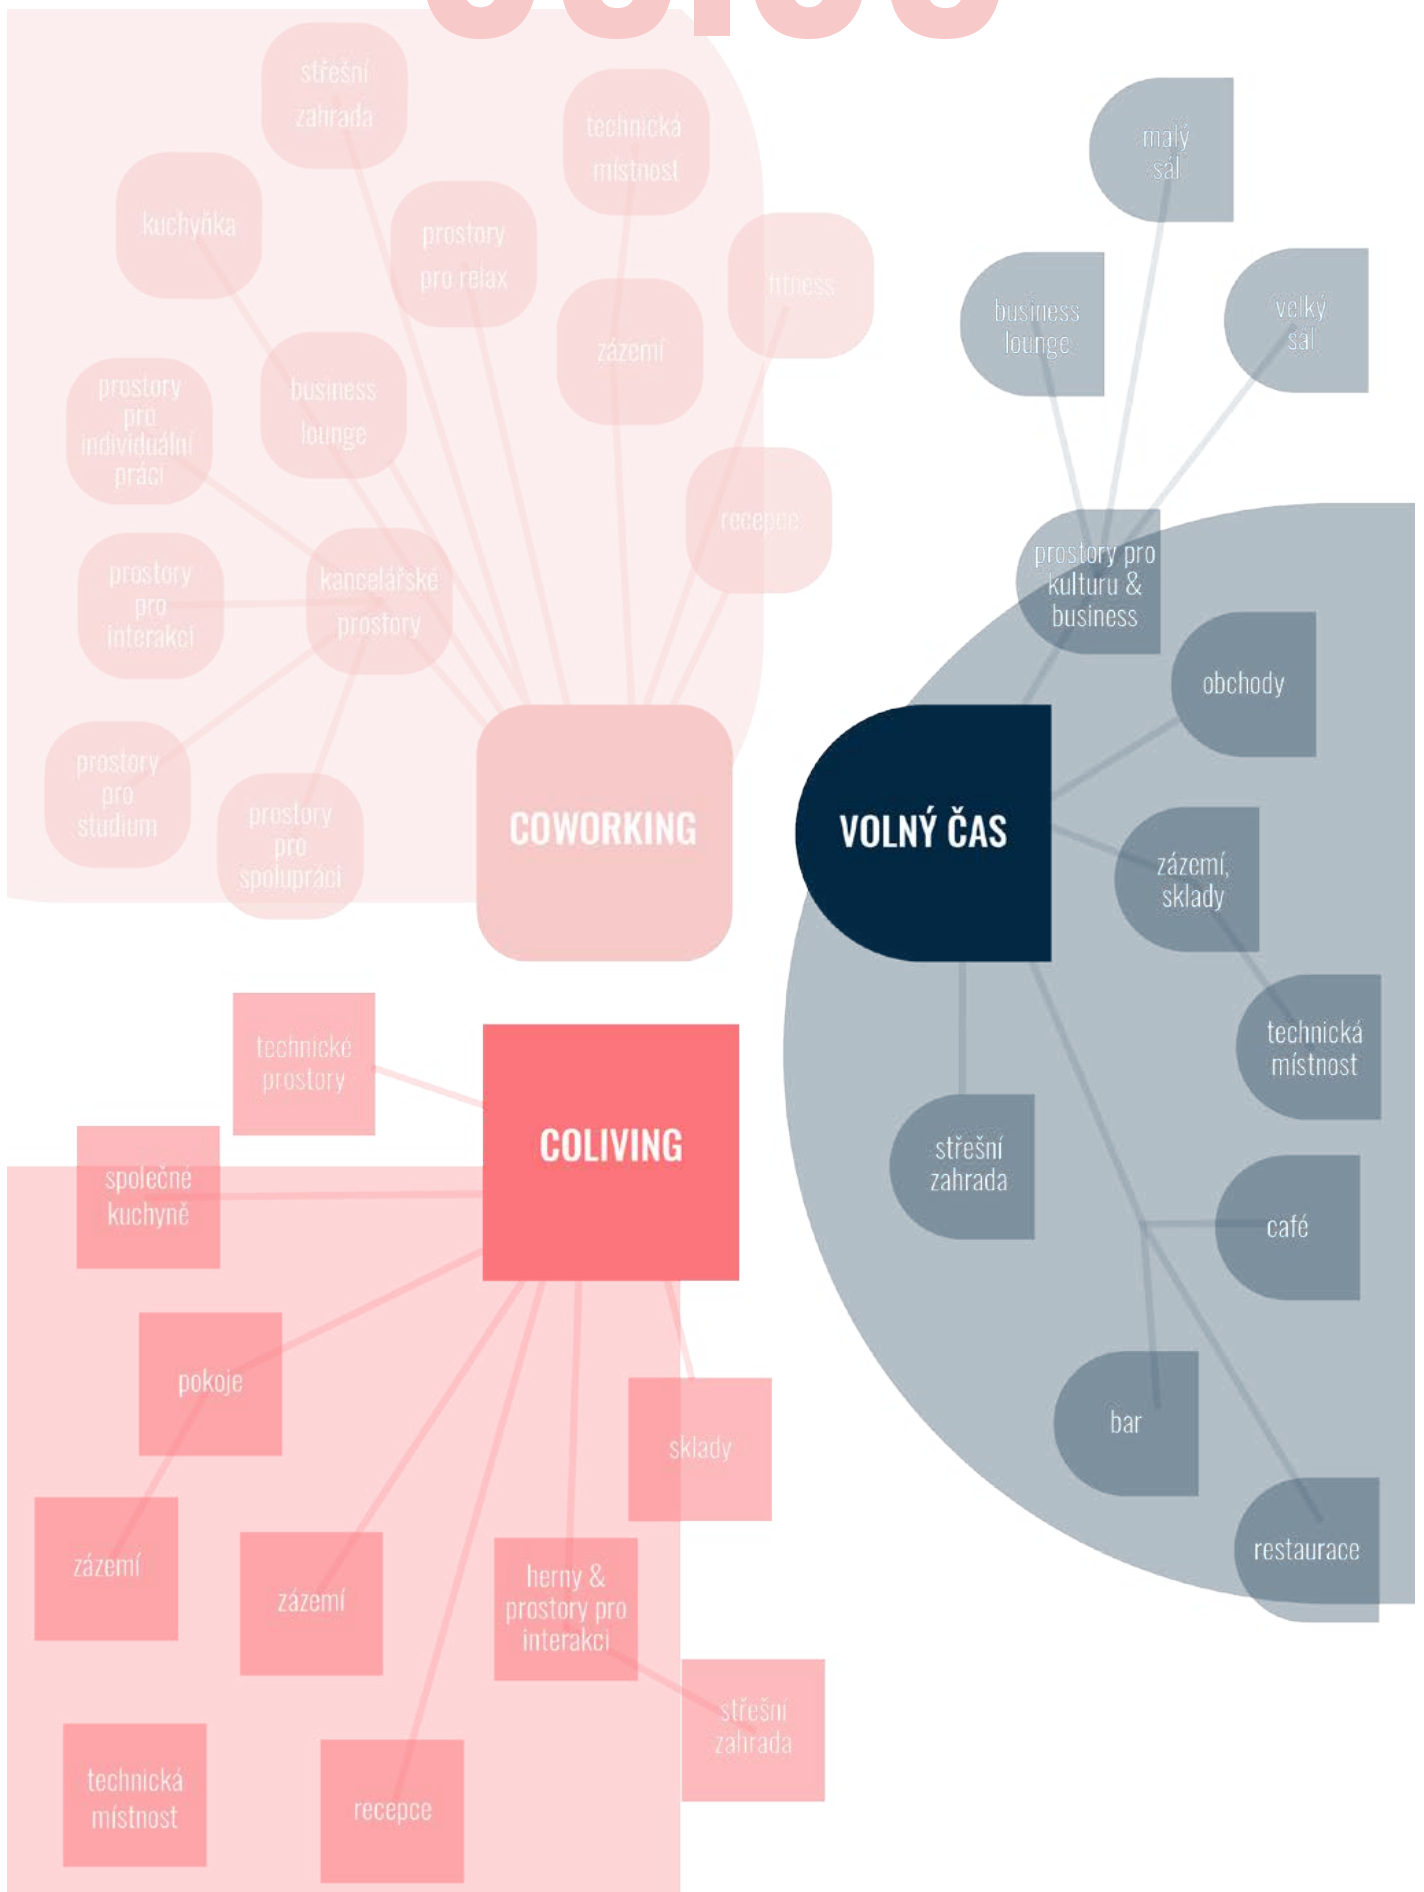 střešní
zahrada
technická
místnost
kuchyňka
prostory
pro relax
fitness
zázemí
prostory
pro
individuální
práci
business
lounge
recepce
prostory
pro
interakci
kancelářské
prostory
prostory
pro
studium
prostory
pro
spolupráci
COWORKING
malý
sál
business
lounge
velký
sál
prostory pro
kulturu &
business
obchody
VOLNÝ ČAS
zázemí,
sklady
technická
místnost
střešní
zahrada
café
bar
restaurace
technické
prostory
COLIVING
společné
kuchyně
pokoje
sklady
zázemí
zázemí
herny &
prostory pro
interakci
střešní
zahrada
technická
místnost
recepce